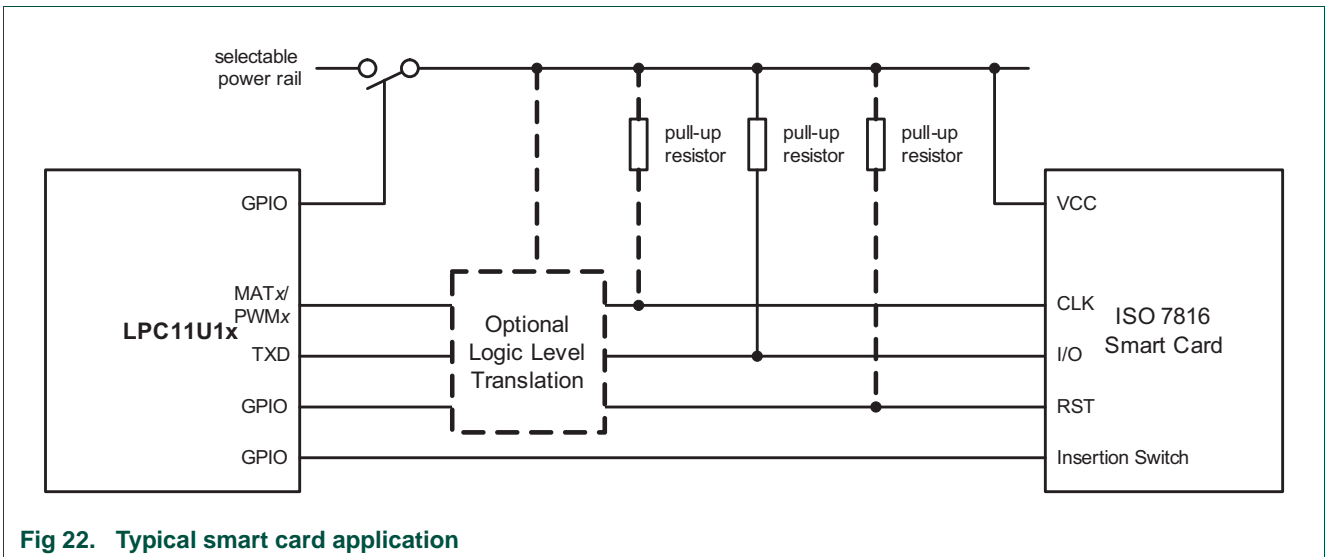 selectable
power rail
pull-up
resistor
pull-up
resistor
pull-up
resistor
GPIO
VCC
MATx/
PWMx
CLK
LPC11U1x
Optional
Logic Level
Translation
ISO 7816
Smart Card
TXD
I/O
GPIO
RST
GPIO
Insertion Switch
Fig 22. Typical smart card application